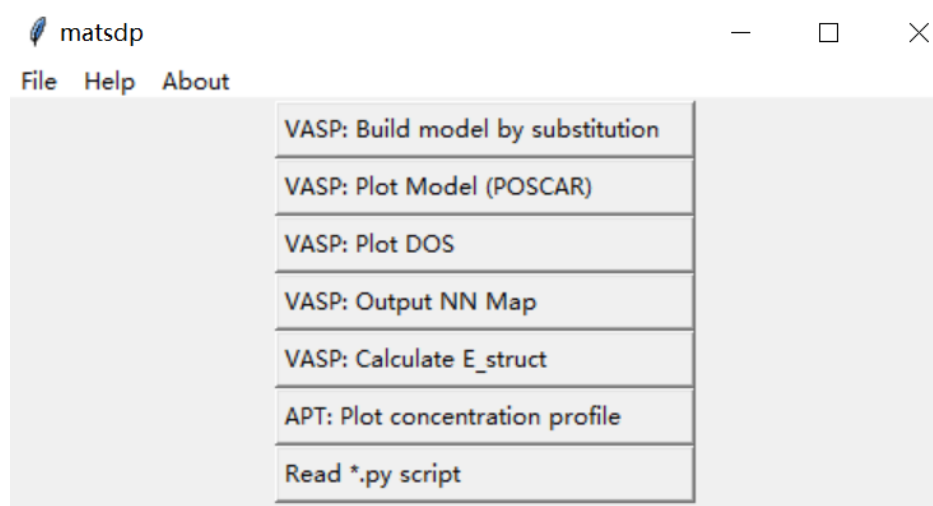 matsdp
File Help About
VASP: Build model by substitution
VASP: Plot Model (POSCAR)
VASP: Plot DOS
VASP: Output NN Map
VASP: Calculate E_struct
APT: Plot concentration profile
Read *.py script